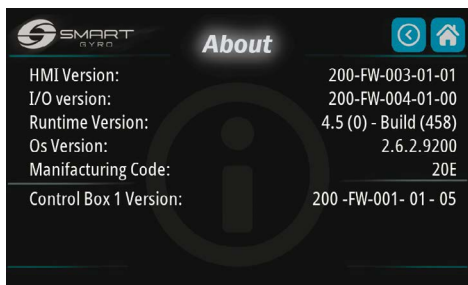 SMART
GYRO
About
HMI Version: 200-FW-003-01-01
I/O version: 200-FW-004-01-00
Runtime Version: 4.5 (0) - Build (458)
Os Version: 2.6.2.9200
Manifacturing Code: 20E
Control Box 1 Version: 200 -FW-001- 01 - 05